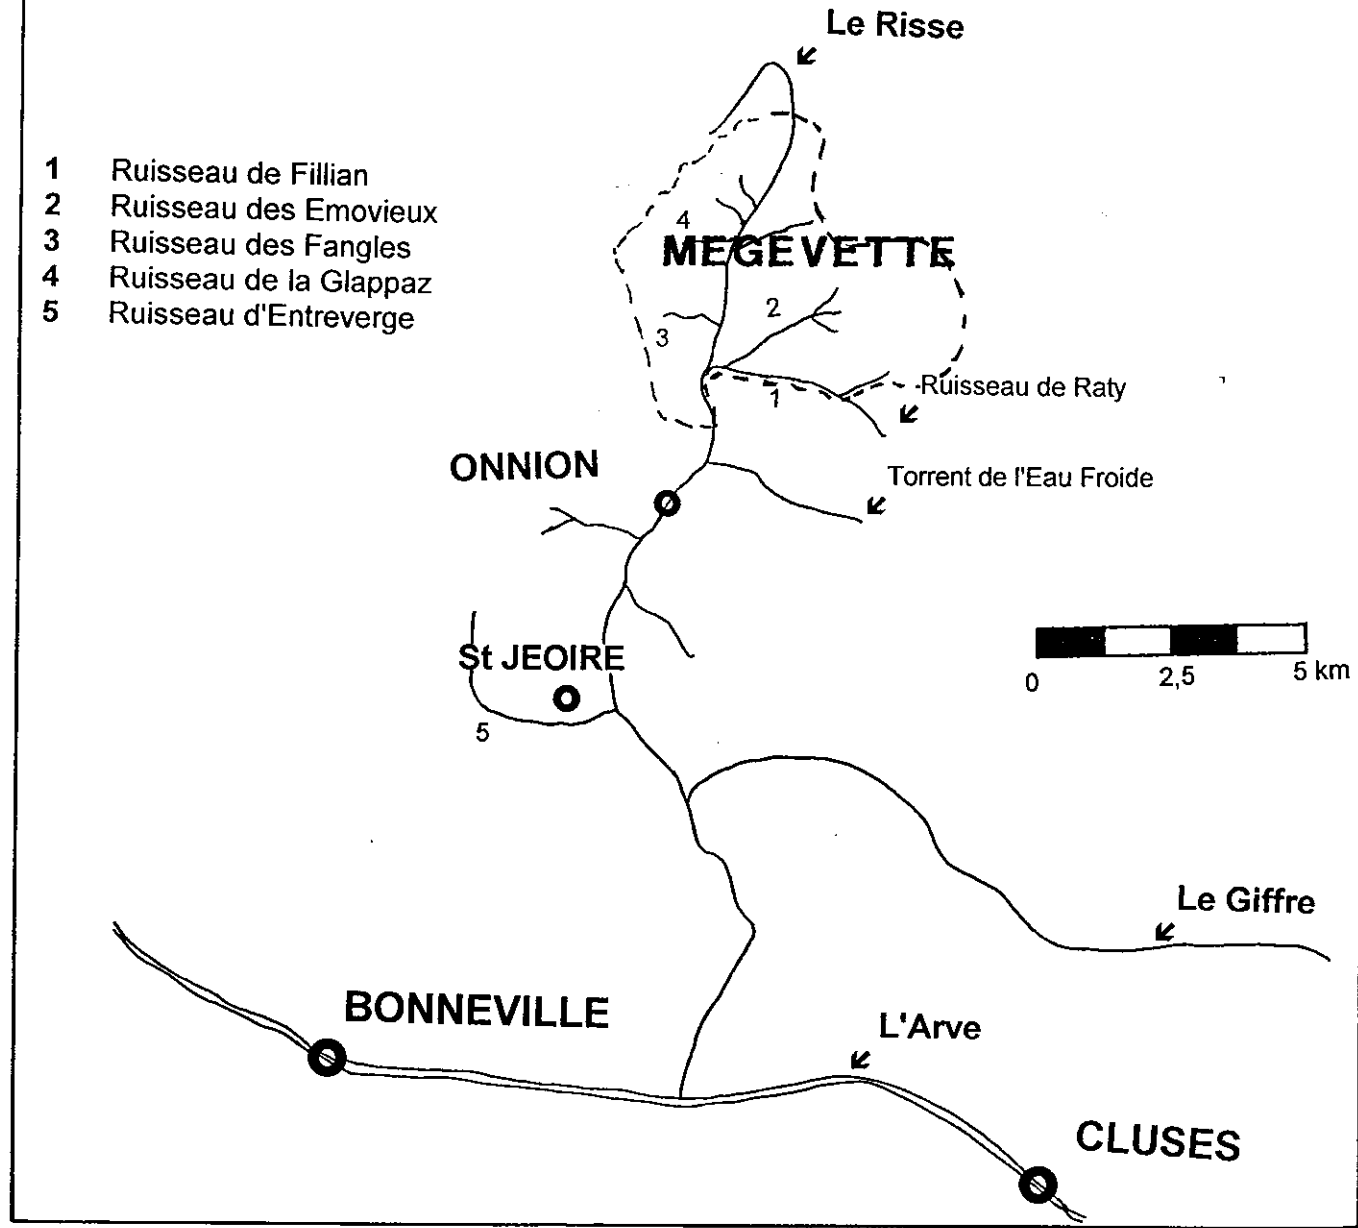 Le Risse
1 Ruisseau de Fillian
2 Ruisseau des Emovieux
3 Ruisseau des Fangles
4 Ruisseau de la Glappaz
5 Ruisseau d'Entreverge
4
MEGEVETTE
2
3
1
Ruisseau de Raty
ONNION
Torrent de l'Eau Froide
St JEOIRE
0 2,5 5 km
5
Le Giffre
BONNEVILLE
L'Arve
CLUSES